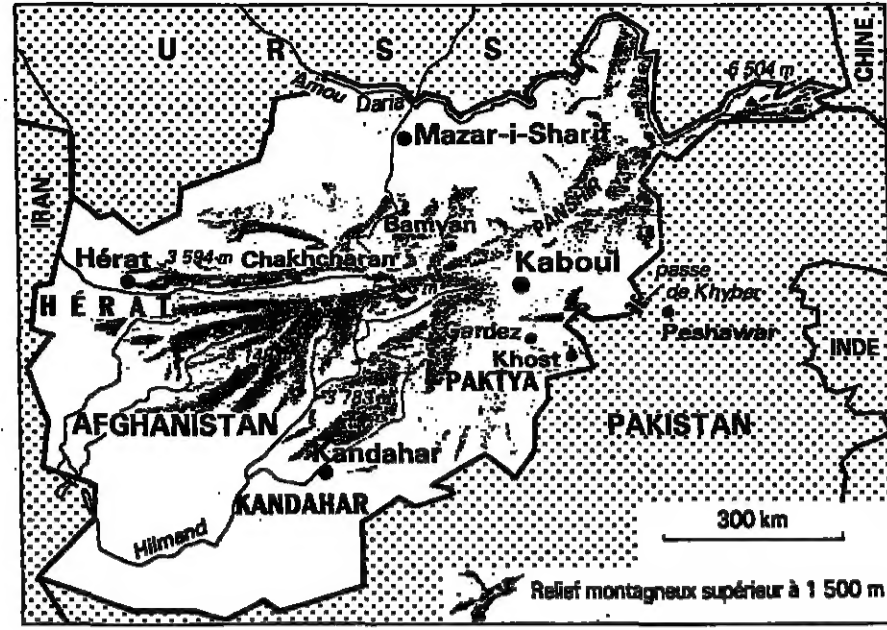 URSS
CHINE
6 504 m
Amou Daria
Mazar-i-Sharif
IRAN
PANSHIR
Bamyan
Hérat
3 594 m
Chakhcharan
Kaboul
passe
de Khyber
HÉRAT
Peshawar
Gardez
INDE
Khost
PAKTYA
3 783 m
AFGHANISTAN
PAKISTAN
Kandahar
KANDAHAR
300 km
Hilmand
Relief montagneux supérieur à 1 500 m